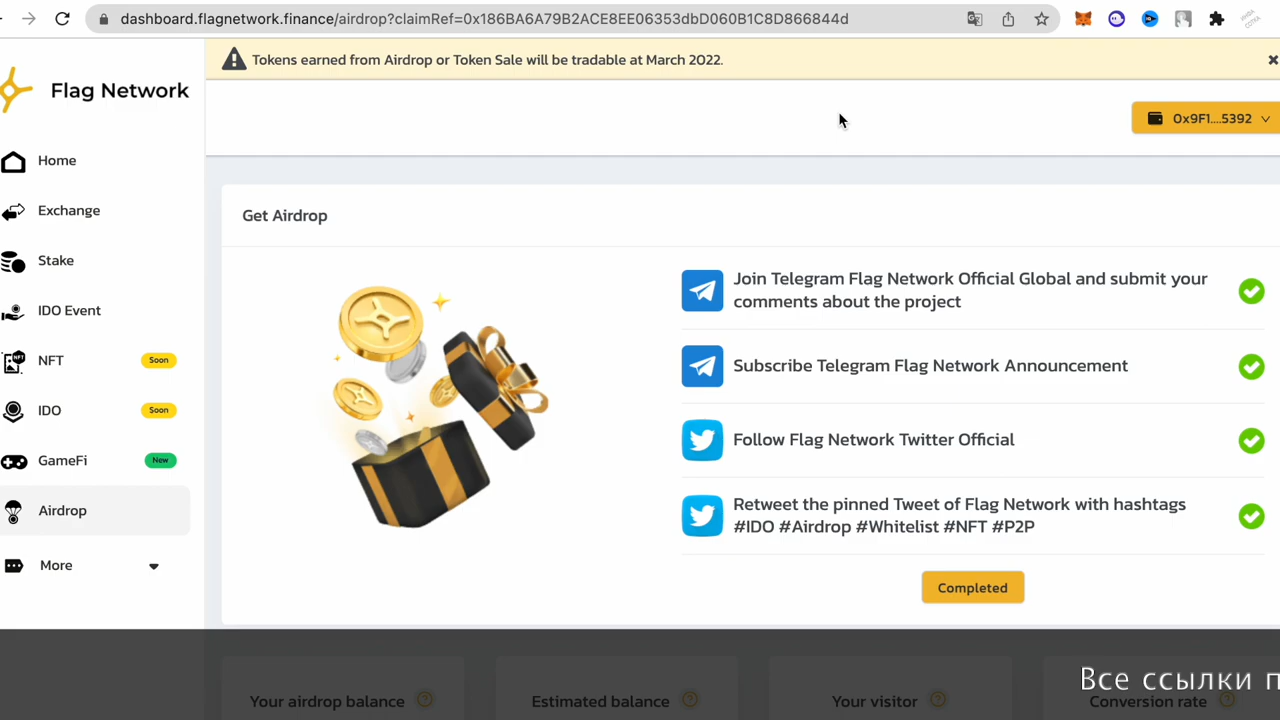 dashboard.flagnetwork.finance/airdrop?claimRef=0x186BA6A79B2ACE8EE06353dbD060B1C8D866844d
Tokens earned from Airdrop or Token Sale will be tradable at March 2022.
Flag Network
0x9F1....5392
Home
Exchange
Stake
IDO Event
NFT Soon
IDO Soon
GameFi New
Airdrop
More
Get Airdrop
Join Telegram Flag Network Official Global and submit your
comments about the project
Subscribe Telegram Flag Network Announcement
Follow Flag Network Twitter Official
Retweet the pinned Tweet of Flag Network with hashtags
#IDO #Airdrop #Whitelist #NFT #P2P
Completed
Все ссылки п
Your airdrop balance
Estimated balance
Your visitor
Conversion rate